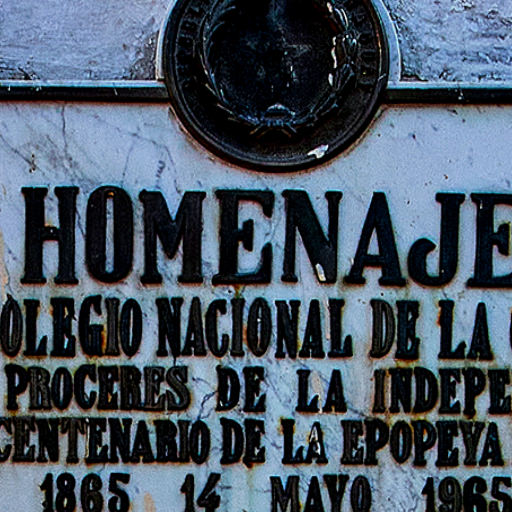 HOMENAJE
OLEGIO NACIONAL DE LA
PROCERES DE LA INDEPE
CENTENARIO DE LA EPOPEYA
1865 14 MAYO 1965